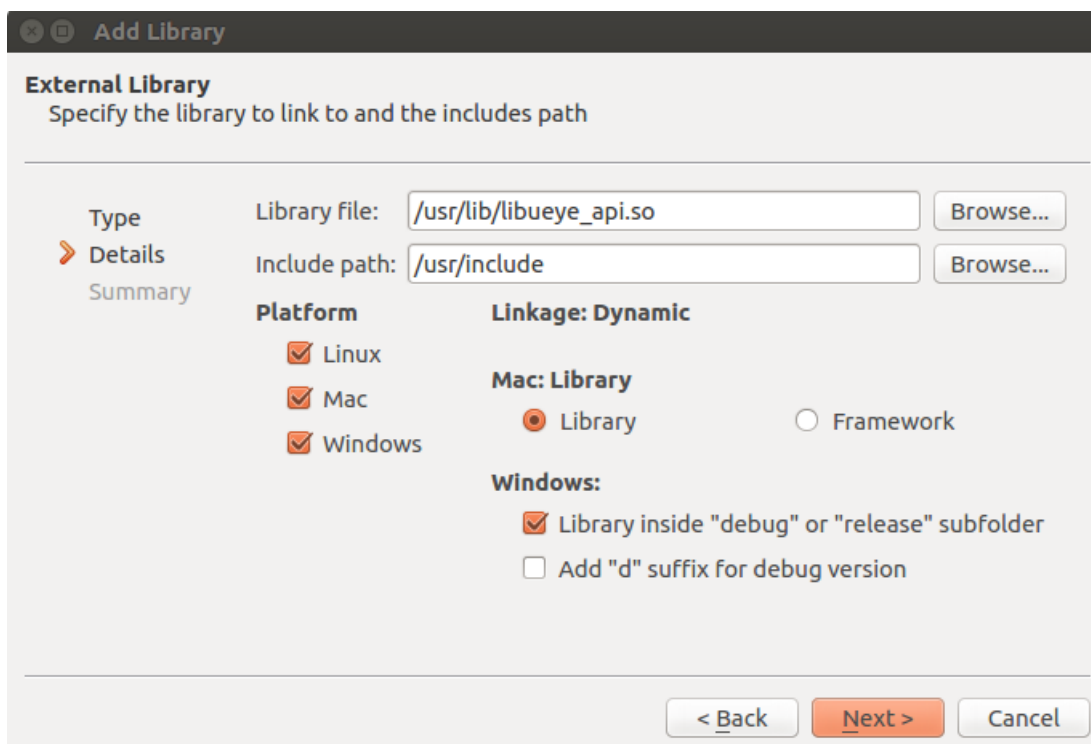 Add Library
External Library
Specify the library to link to and the includes path
Type
Details
Summary
Library file: /usr/lib/libueye_api.so Browse...
Include path: /usr/include Browse...
Platform
Linux
Mac
Windows
Linkage: Dynamic
Mac: Library
Library Framework
Windows:
Library inside "debug" or "release" subfolder
Add "d" suffix for debug version
< Back Next > Cancel